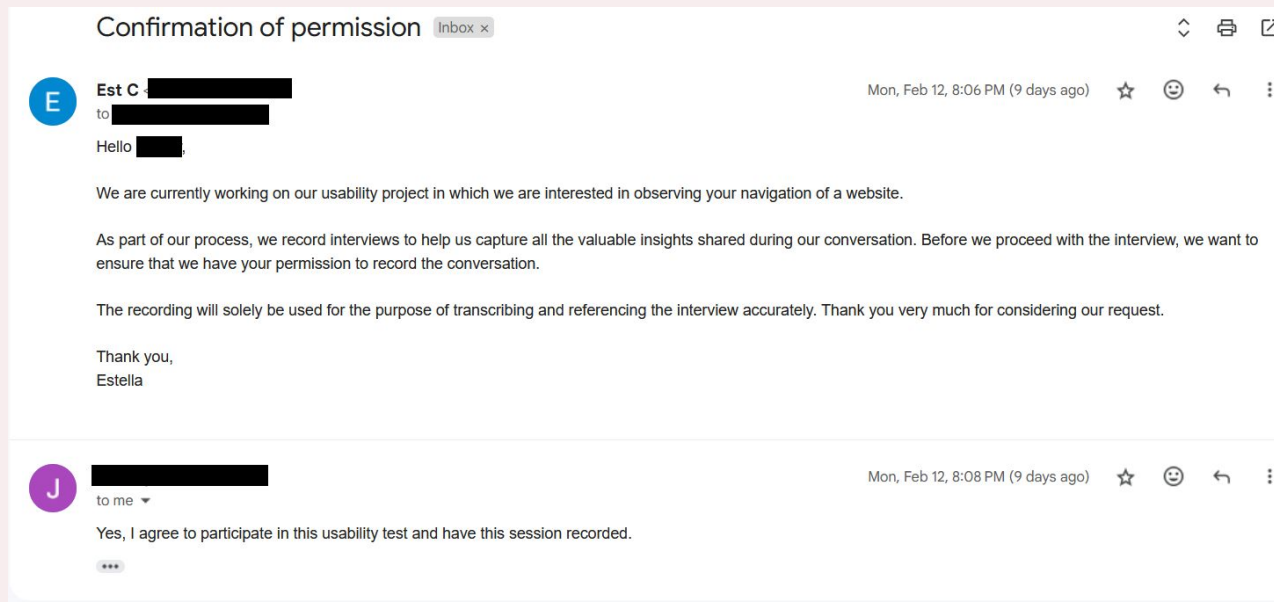 Confirmation of permission Inbox ×
Est C <
Mon, Feb 12, 8:06 PM (9 days ago)
to
Hello ,
We are currently working on our usability project in which we are interested in observing your navigation of a website.
As part of our process, we record interviews to help us capture all the valuable insights shared during our conversation. Before we proceed with the interview, we want to
ensure that we have your permission to record the conversation.
The recording will solely be used for the purpose of transcribing and referencing the interview accurately. Thank you very much for considering our request.
Thank you,
Estella
E
J
Mon, Feb 12, 8:08 PM (9 days ago)
to me
Yes, I agree to participate in this usability test and have this session recorded.